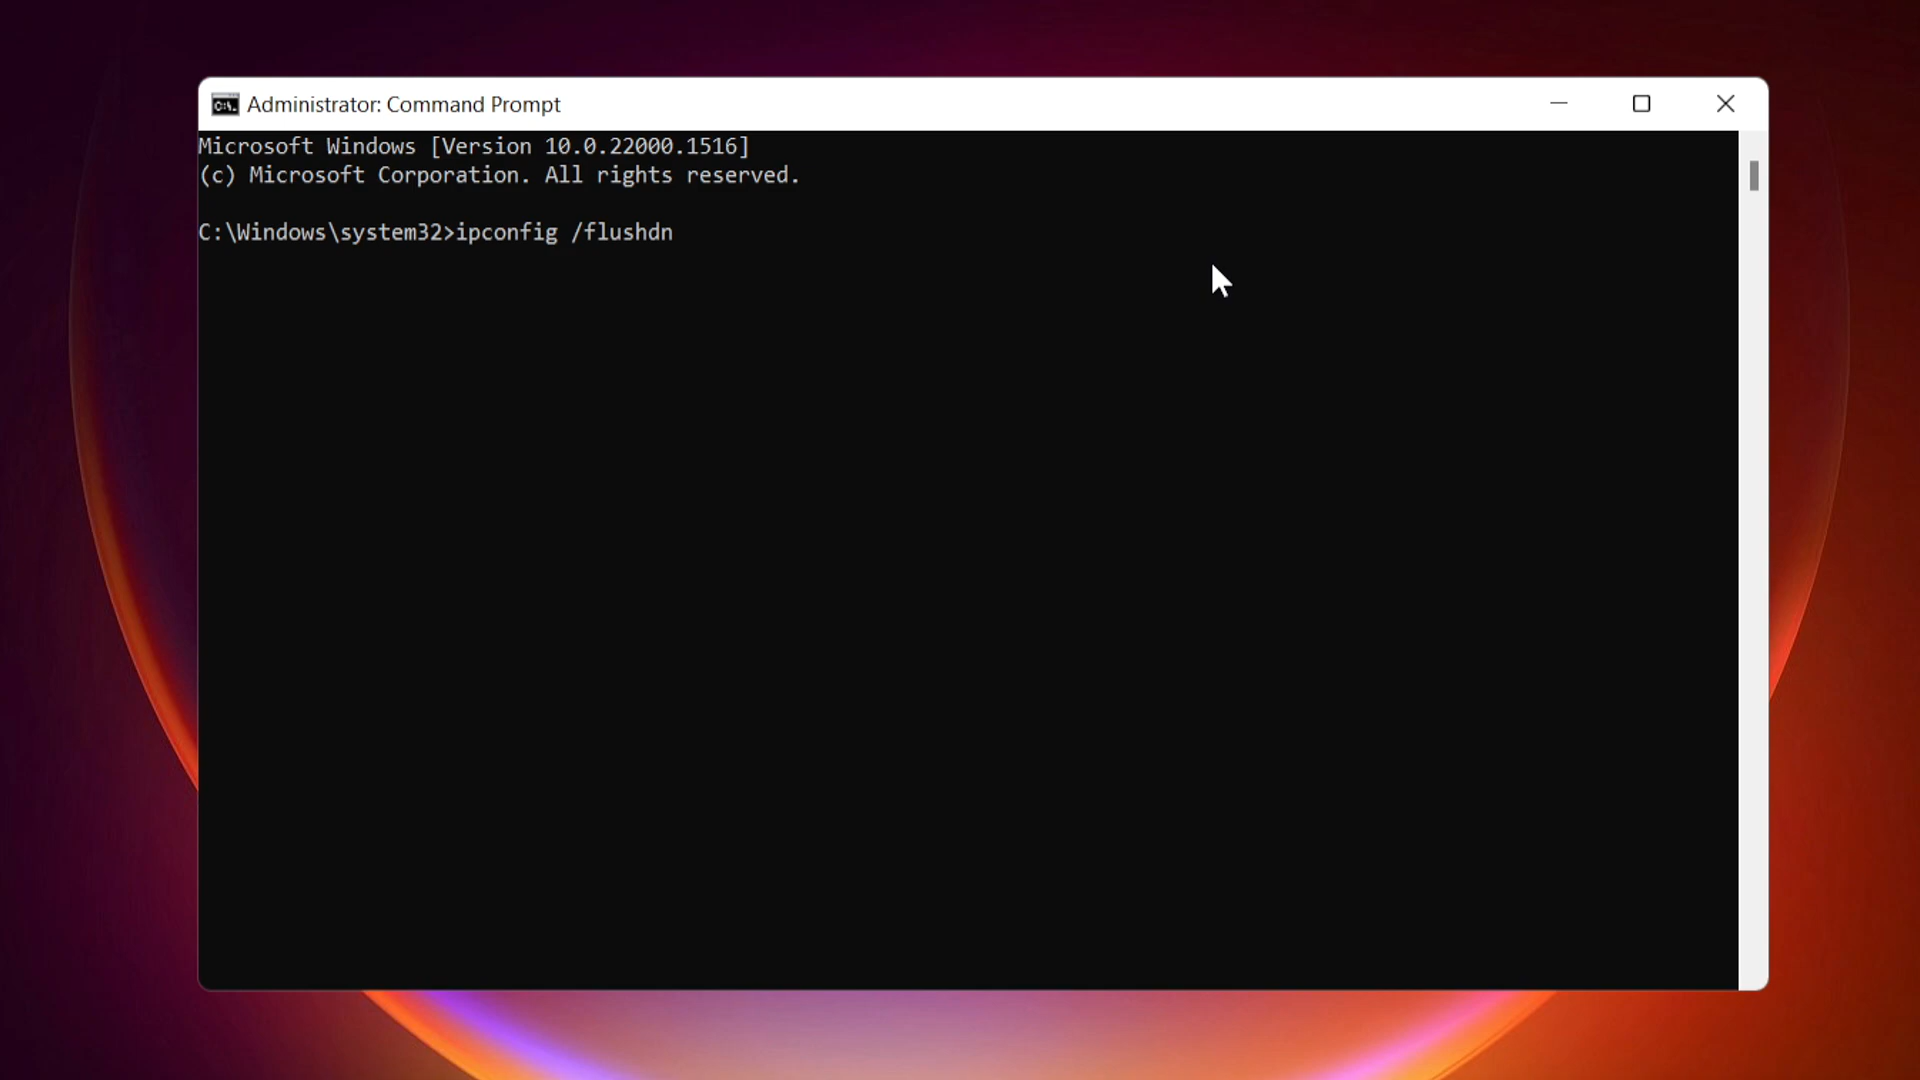 Administrator: Command Prompt
Microsoft Windows [Version 10.0.22000.1516]
(c) Microsoft Corporation. All rights reserved.
C:\Windows\system32>ipconfig /flushdn